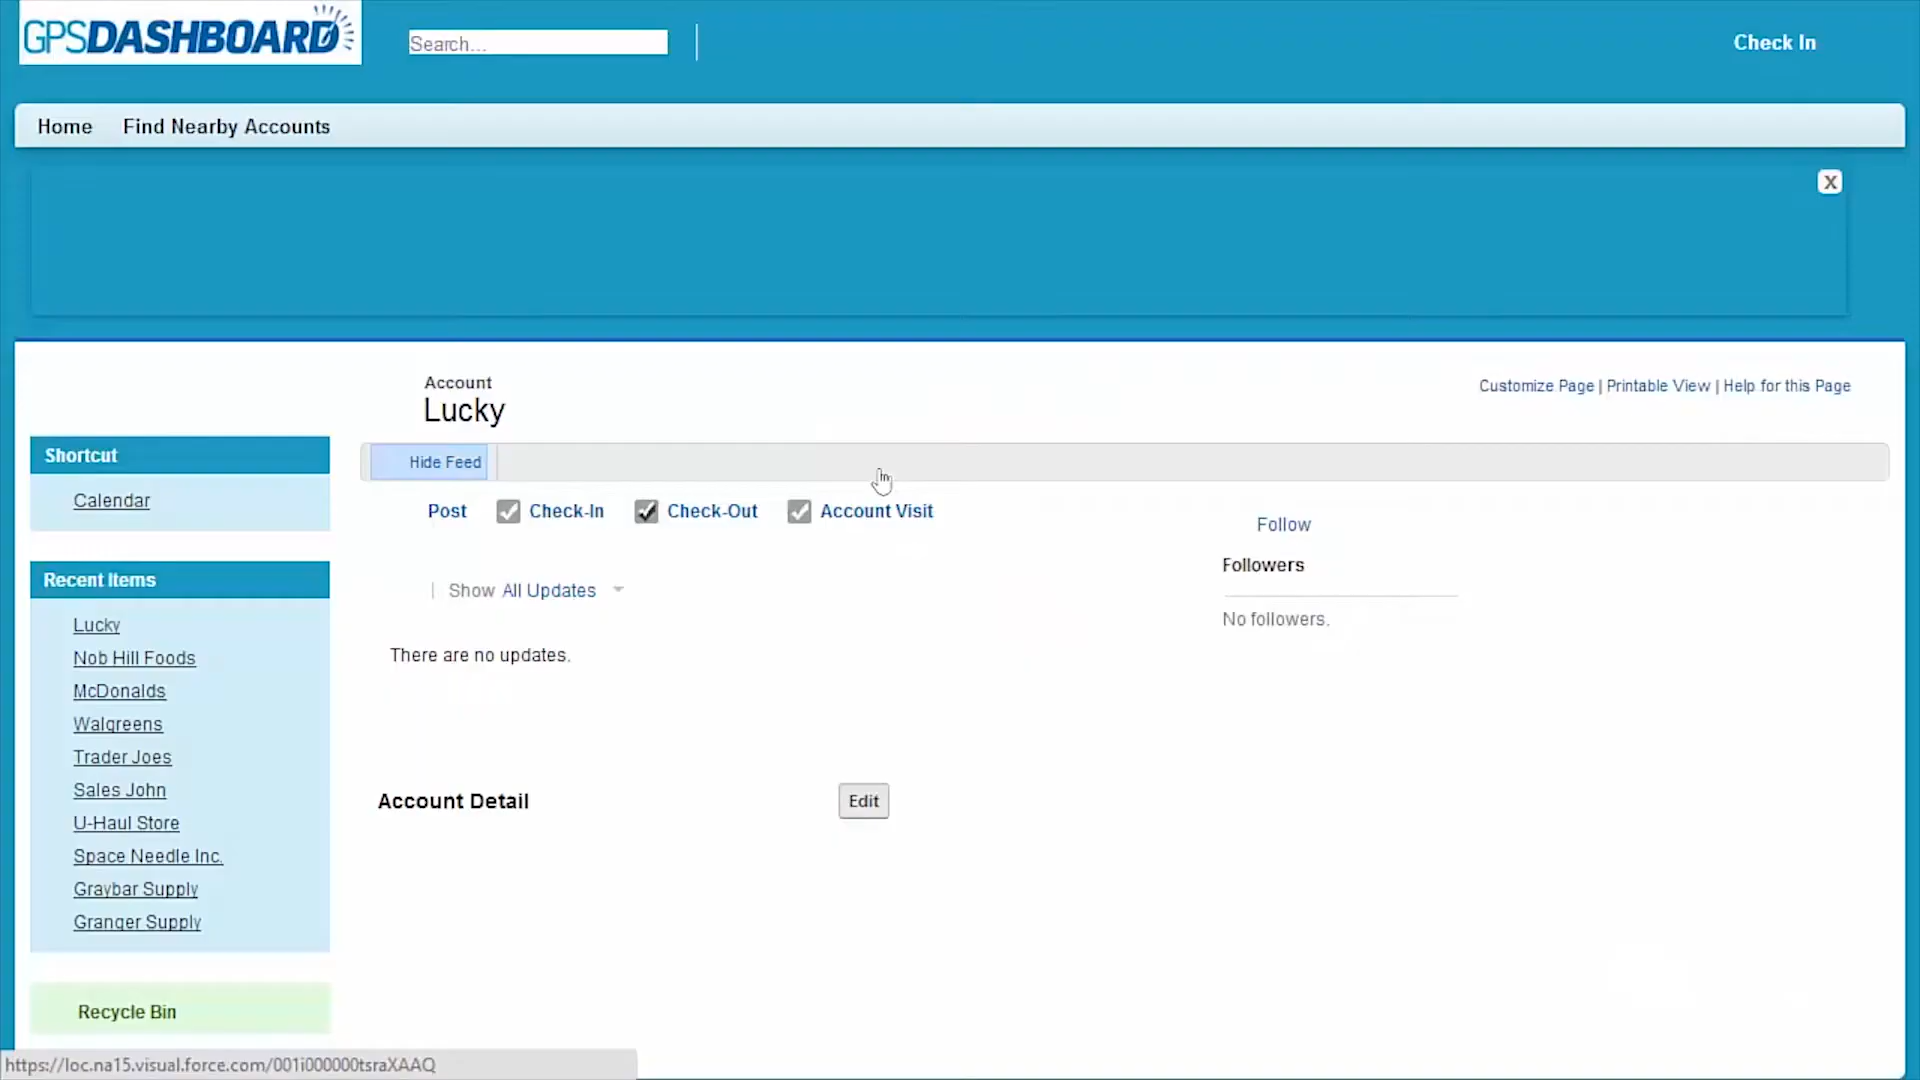 GPSDASHBOARD
Search...
Check In
Home Find Nearby Accounts
X
Account
Lucky
Customize Page | Printable View | Help for this Page
Shortcut
Calendar
Hide Feed
Post Check-In Check-Out Account Visit
Follow
Followers
No followers.
Show All Updates
There are no updates.
Recent Items
Lucky
Nob Hill Foods
McDonalds
Walgreens
Trader Joes
Sales John
U-Haul Store
Space Needle Inc.
Graybar Supply
Granger Supply
Account Detail Edit
Recycle Bin
https://loc.na15.visual.force.com/001i000000tsraXAAQ